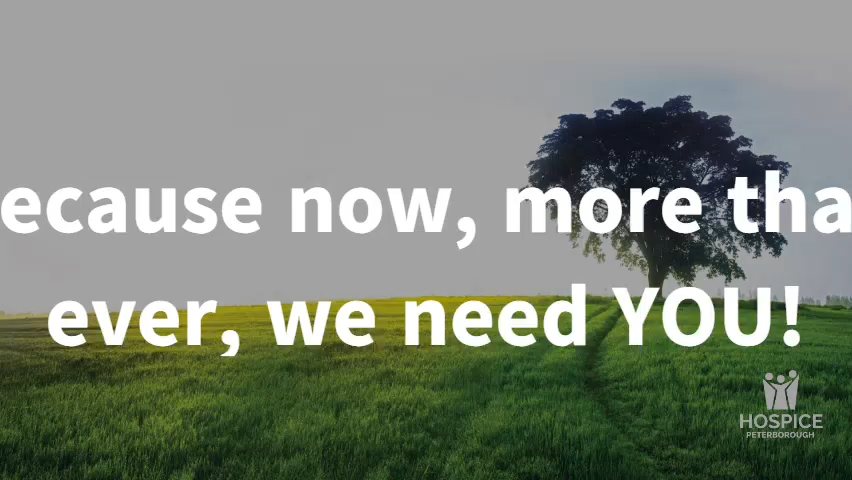 ecause now, more tha
ever, we need YOU!
HOSPICE
PETERBOROUGH